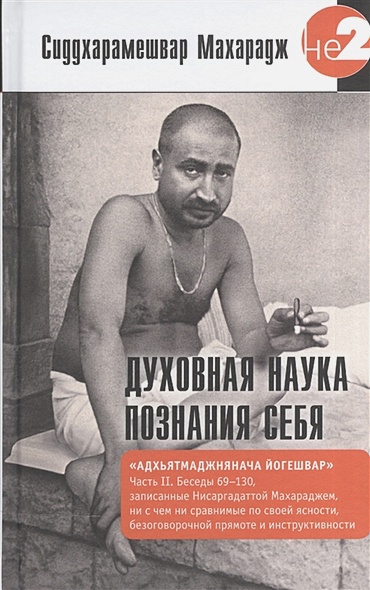 Сиддхарамешвар Махарадж
не2
ДУХОВНАЯ НАУКА
ПОЗНАНИЯ СЕБЯ
«АДХЬЯТМАДЖНЯНАЧА ЙОГЕШВАР»
Часть II. Беседы 69–130,
записанные Нисаргадаттой Махараджем,
ни с чем ни сравнимые по своей ясности,
безоговорочной прямоте и инструктивности